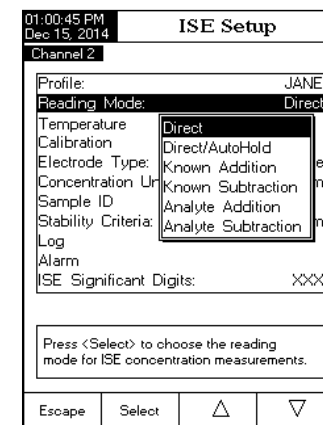 01:00:45 PM
Dec 15, 2014
ISE Setup
Channel 2
Profile: JANE
Reading Mode: Direct
Temperature
Calibration
Electrode Type:
Concentration
Sample ID
Stability Criteria:
Log
Alarm
ISE Significant Digits: XXX
Direct
Direct/AutoHold
Known Addition
Known Subtraction
Analyte Addition
Analyte Subtraction
Press <Select> to choose the reading
mode for ISE concentration measurements.
Escape Select